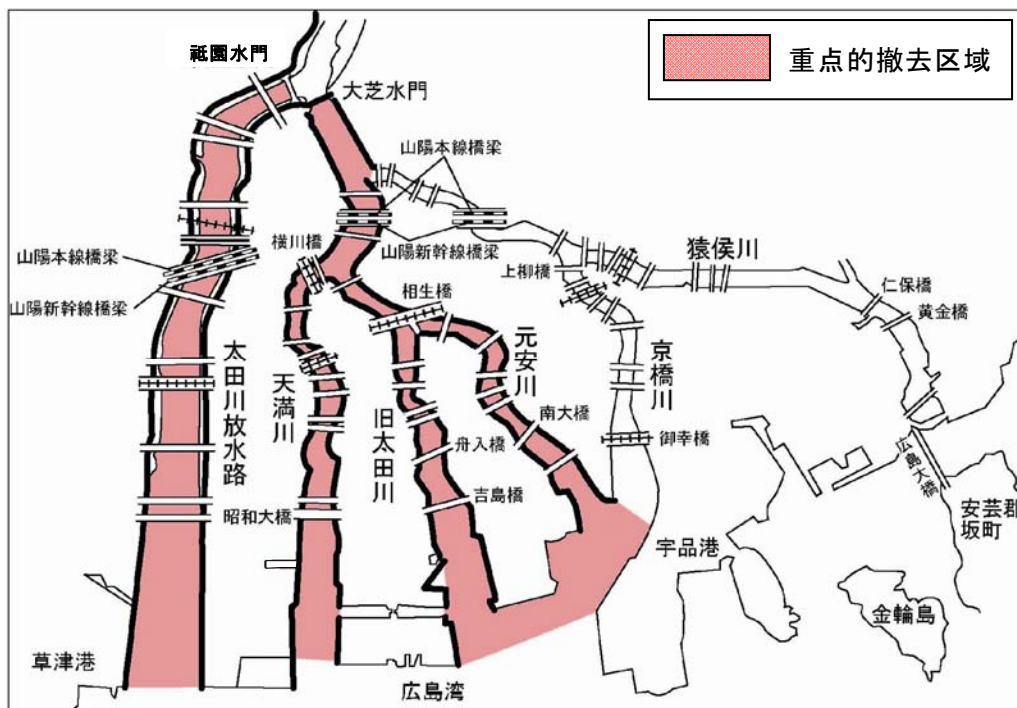 祗園水門
重点的撤去区域
大芝水門
山陽本線橋梁
横川橋
山陽新幹線橋梁
上柳橋
猿侯川
山陽本線橋梁
山陽新幹線橋梁
相生橋
仁保橋
黄金橋
太田川放水路
天満川
旧太田川
元安川
京橋川
南大橋
御幸橋
舟入橋
広島大橋
吉島橋
昭和大橋
安芸郡
坂町
宇品港
金輪島
草津港
広島湾